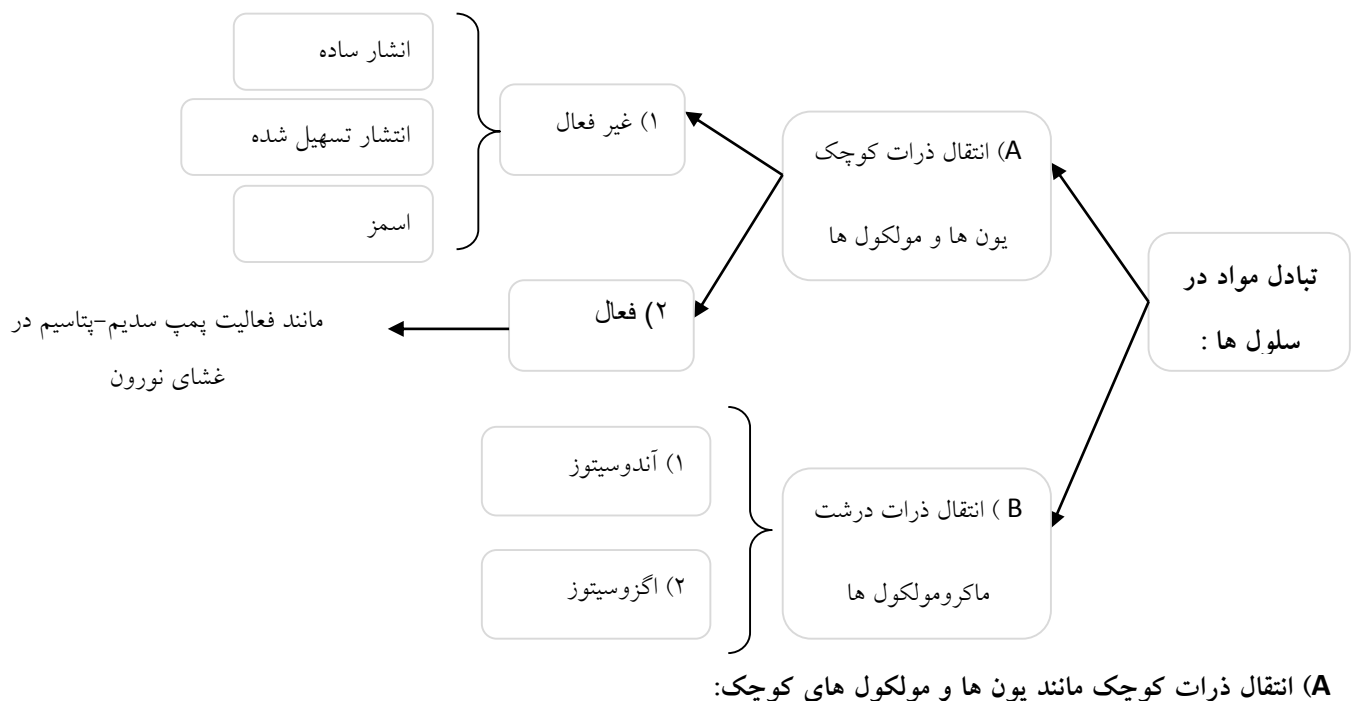 تبادل مواد در
سلول ها :
A) انتقال ذرات کوچک
یون ها و مولکول ها
۱) غیر فعال
انشار ساده
انتشار تسهیل شده
اسمز
۲) فعال
مانند فعالیت پمپ سدیم-پتاسیم در
غشای نورون
B ) انتقال ذرات درشت
ماکرومولکول ها
۱) آندوسیتوز
۲) اگزوسیتوز
A) انتقال ذرات کوچک مانند یون ها و مولکول های کوچک: